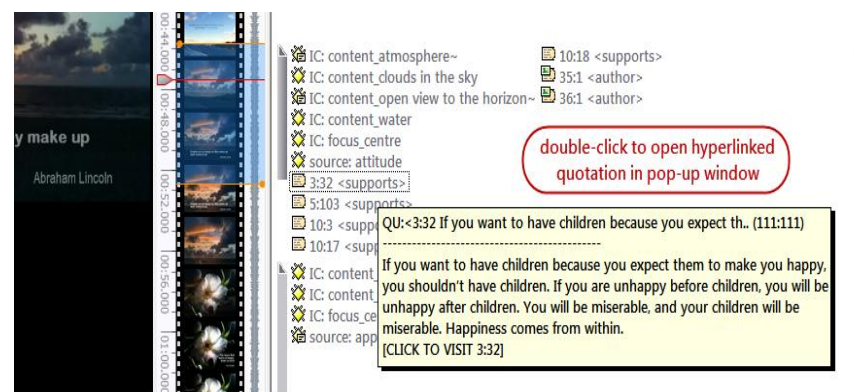 y make up
Abraham Lincoln
00:44.000
00:48.000
00:52.000
00:56.000
01:00.000
IC: content_atmosphere~
IC: content_clouds in the sky
IC: content_open view to the horizon~
IC: content_water
IC: focus_centre
source: attitude
3:32 <supports>
5:103 <supports>
10:3 <supp
10:17 <supp
10:18 <supports>
35:1 <author>
36:1 <author>
double-click to open hyperlinked
quotation in pop-up window
QU:<3:32 If you want to have children because you expect th.. (111:111)
----------------------------------------
If you want to have children because you expect them to make you happy,
you shouldn't have children. If you are unhappy before children, you will be
unhappy after children. You will be miserable, and your children will be
miserable. Happiness comes from within.
[CLICK TO VISIT 3:32]
IC: content_
IC: content_
IC: focus_ce
source: app